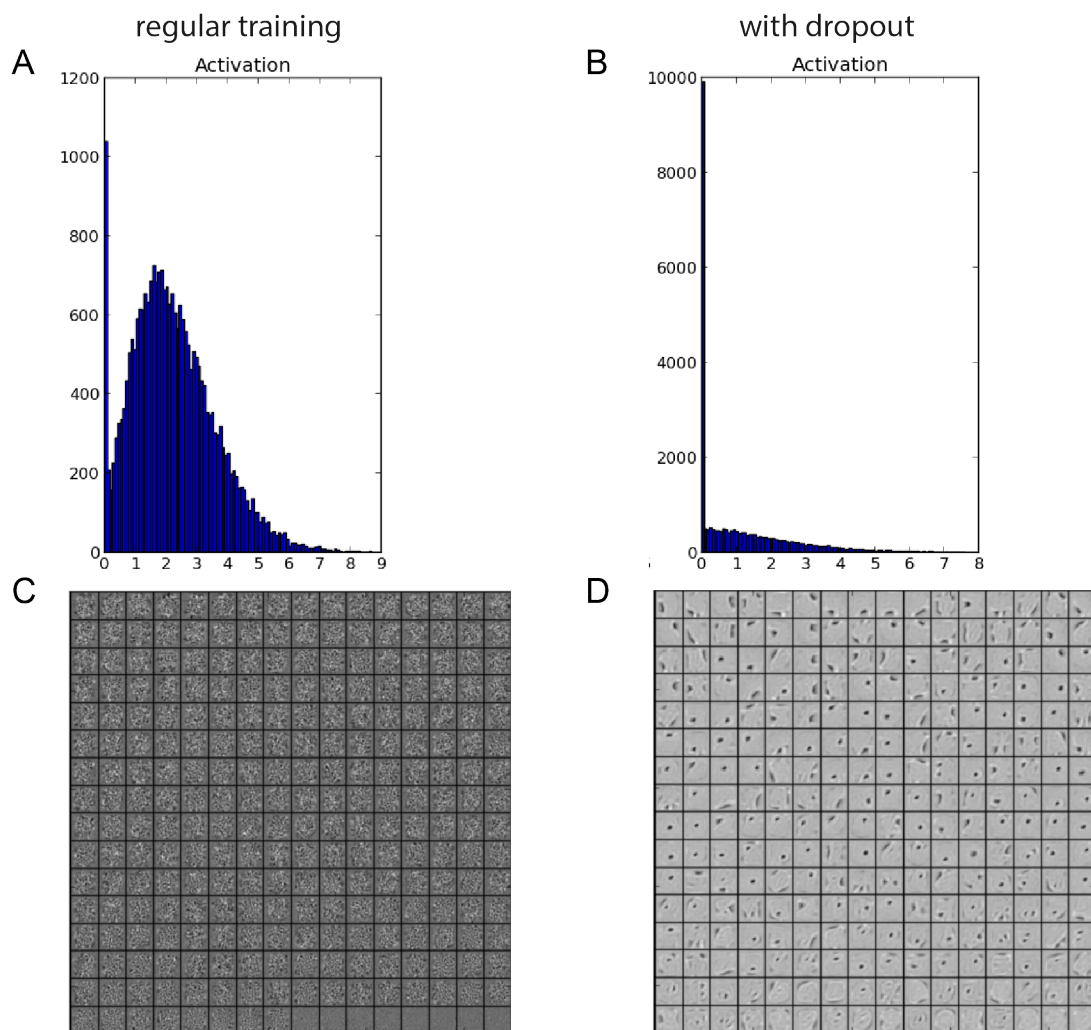 regular training
with dropout
A
Activation
1200
1000
800
600
400
200
0
0 1 2 3 4 5 6 7 8 9
B
Activation
10000
8000
6000
4000
2000
0
0 1 2 3 4 5 6 7 8
C
D